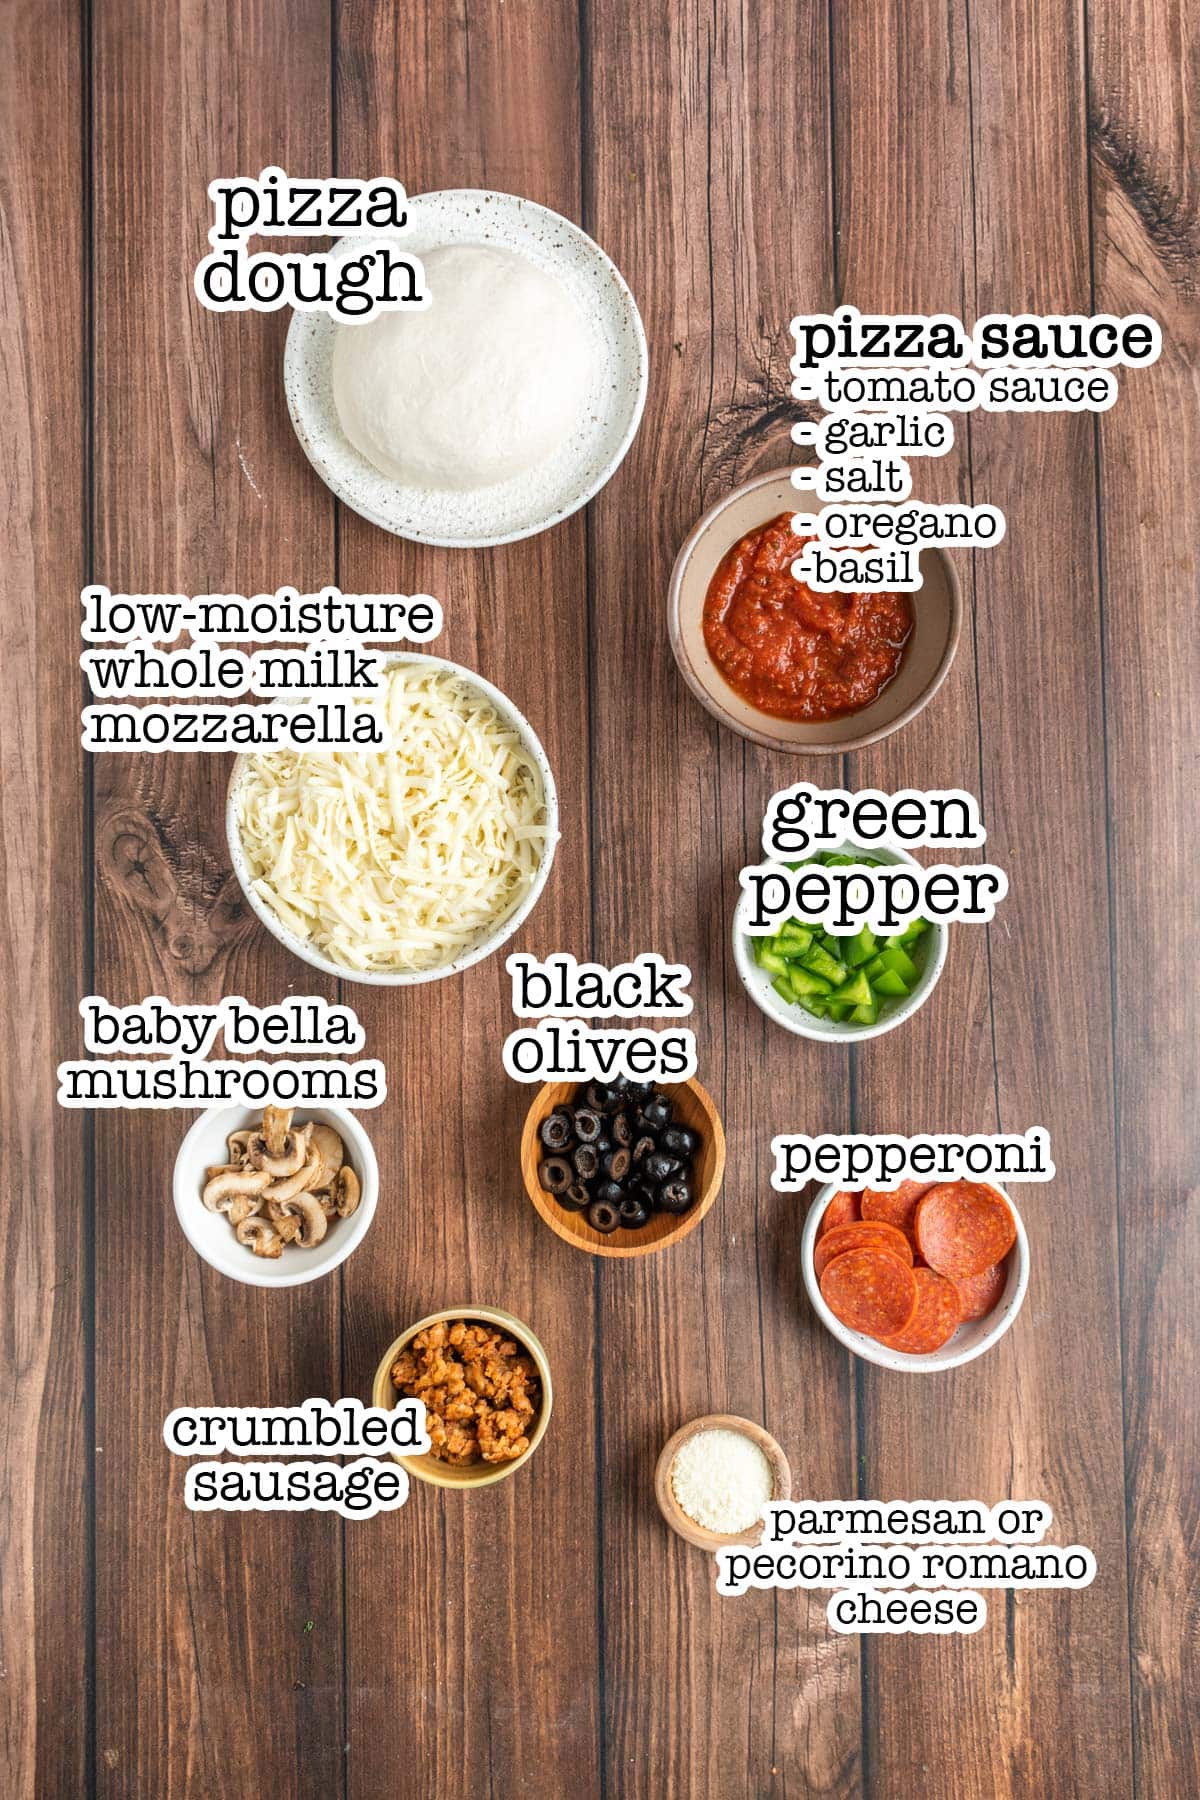 pizza
dough
pizza sauce
- tomato sauce
- garlic
- salt
- oregano
-basil
low-moisture
whole milk
mozzarella
green
pepper
black
olives
baby bella
mushrooms
pepperoni
crumbled
sausage
parmesan or
pecorino romano
cheese